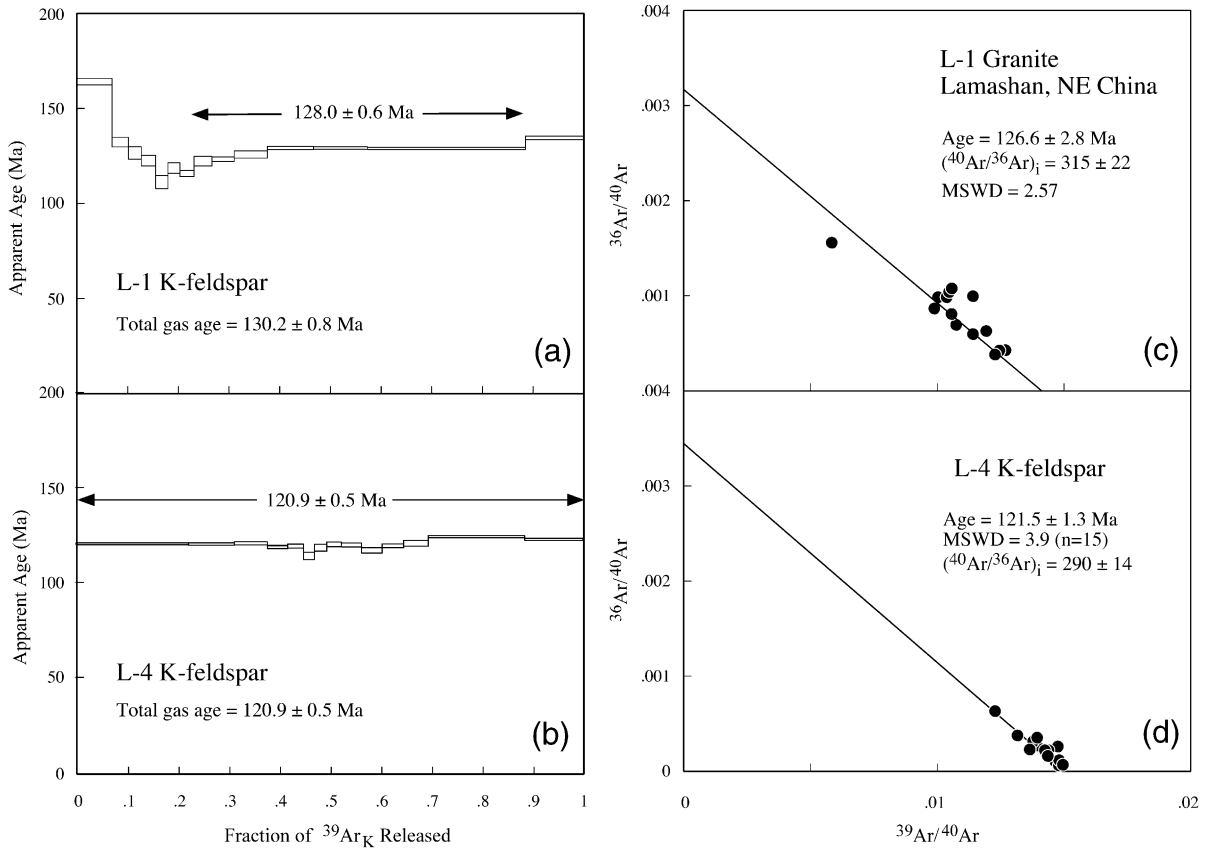 200
150
100
50
Apparent Age (Ma)
128.0 ± 0.6 Ma
L-1 K-feldspar
Total gas age = 130.2 ± 0.8 Ma
(a)
200
150
100
50
0
Apparent Age (Ma)
120.9 ± 0.5 Ma
L-4 K-feldspar
Total gas age = 120.9 ± 0.5 Ma
(b)
0 .1 .2 .3 .4 .5 .6 .7 .8 .9 1
Fraction of ³⁹Ar_K Released
.004
.003
.002
.001
³⁶Ar/⁴⁰Ar
L-1 Granite
Lamashan, NE China
Age = 126.6 ± 2.8 Ma
(⁴⁰Ar/³⁶Ar)i = 315 ± 22
MSWD = 2.57
(c)
.004
.003
.002
.001
0
³⁶Ar/⁴⁰Ar
L-4 K-feldspar
Age = 121.5 ± 1.3 Ma
MSWD = 3.9 (n=15)
(⁴⁰Ar/³⁶Ar)i = 290 ± 14
(d)
0 .01 .02
³⁹Ar/⁴⁰Ar